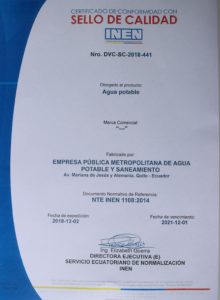 CERTIFICADO DE CONFORMIDAD CON
SELLO DE CALIDAD
INEN
Nro. DVC-SC-2018-441
Otorgado al producto:
Agua potable
Marca Comercial
Fabricado por
EMPRESA PÚBLICA METROPOLITANA DE AGUA
POTABLE Y SANEAMIENTO
Av. Mariana de Jesús y Alemania, Quito - Ecuador
Documento Normativo de Referencia:
NTE INEN 1108:2014
Fecha de expedición
Fecha de vencimiento:
2018-12-02
2021-12-01
Ing. Elizabeth Guerra
DIRECTORA EJECUTIVA (E)
SERVICIO ECUATORIANO DE NORMALIZACIÓN
INEN